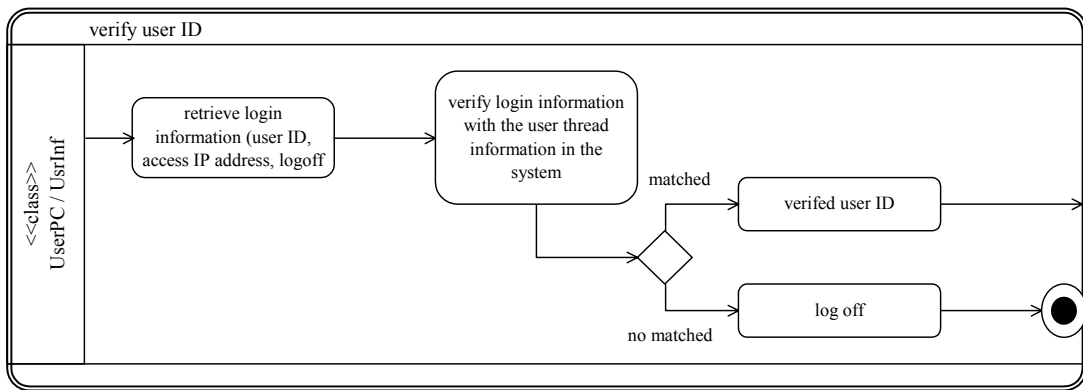 verify user ID
<<class>>
UserPC / UsrInf
retrieve login
information (user ID,
access IP address, logoff
verify login information
with the user thread
information in the
system
matched
verifed user ID
no matched
log off